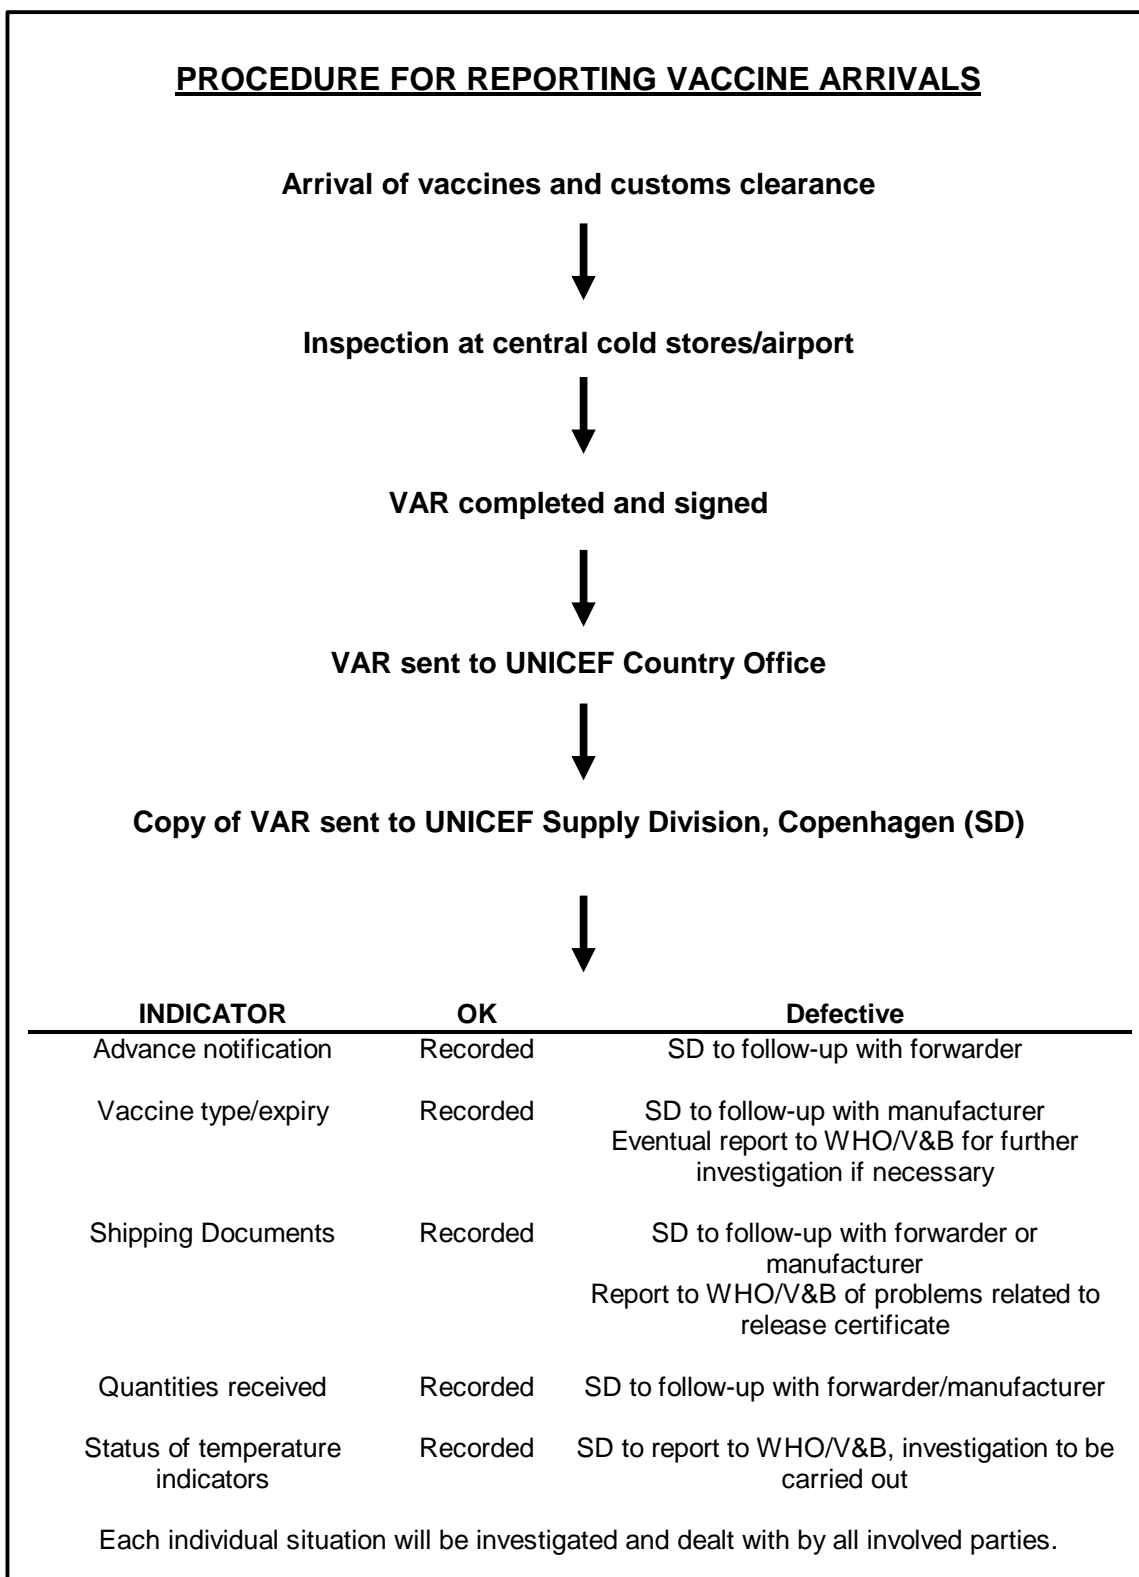 PROCEDURE FOR REPORTING VACCINE ARRIVALS
Arrival of vaccines and customs clearance
Inspection at central cold stores/airport
VAR completed and signed
VAR sent to UNICEF Country Office
Copy of VAR sent to UNICEF Supply Division, Copenhagen (SD)
INDICATOR OK Defective
Advance notification Recorded SD to follow-up with forwarder
Vaccine type/expiry Recorded SD to follow-up with manufacturer
Eventual report to WHO/V&B for further
investigation if necessary
Shipping Documents Recorded SD to follow-up with forwarder or
manufacturer
Report to WHO/V&B of problems related to
release certificate
Quantities received Recorded SD to follow-up with forwarder/manufacturer
Status of temperature Recorded SD to report to WHO/V&B, investigation to be
indicators carried out
Each individual situation will be investigated and dealt with by all involved parties.